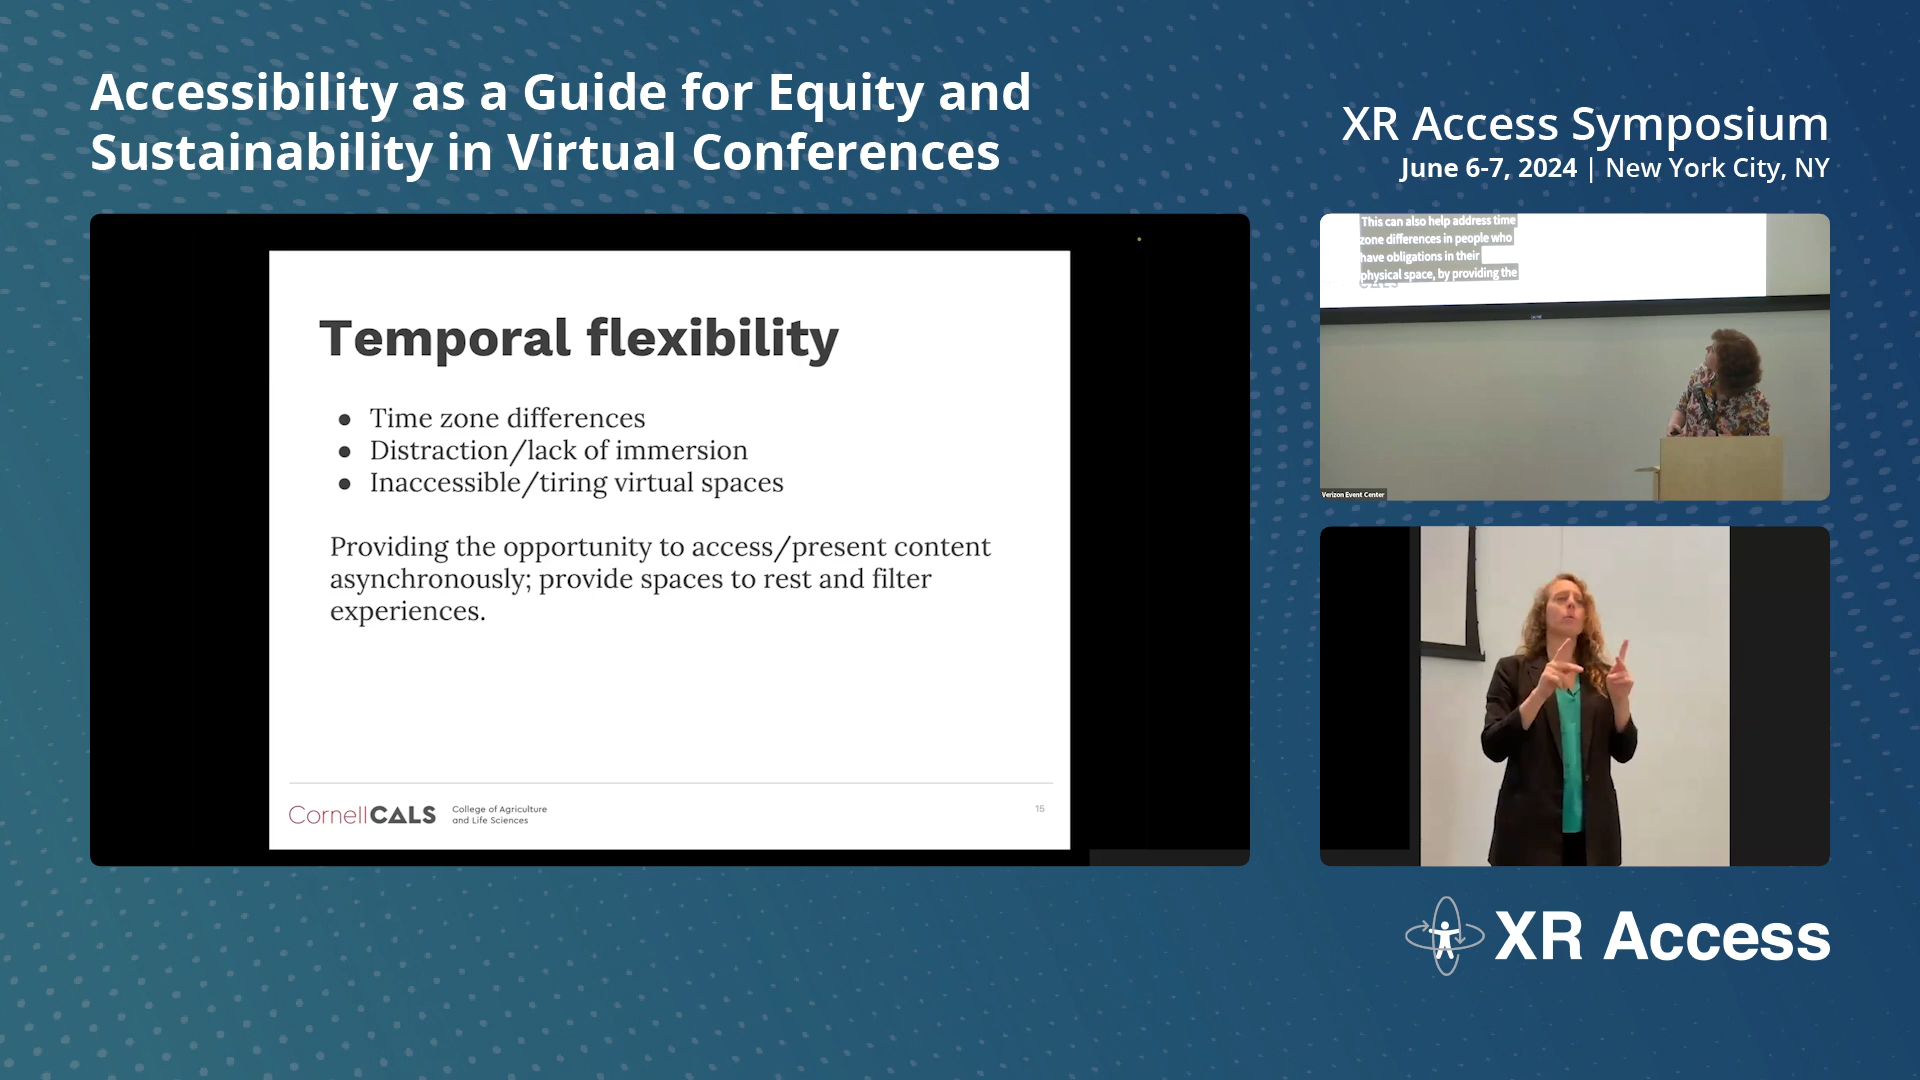 Accessibility as a Guide for Equity and
Sustainability in Virtual Conferences
XR Access Symposium
June 6-7, 2024 | New York City, NY
Temporal flexibility
● Time zone differences
● Distraction/lack of immersion
● Inaccessible/tiring virtual spaces
Providing the opportunity to access/present content
asynchronously; provide spaces to rest and filter
experiences.
CornellCALS
College of Agriculture
and Life Sciences
15
This can also help address time
zone differences in people who
have obligations in their
physical space, by providing the
CALS
Verizon Event Center
XR Access